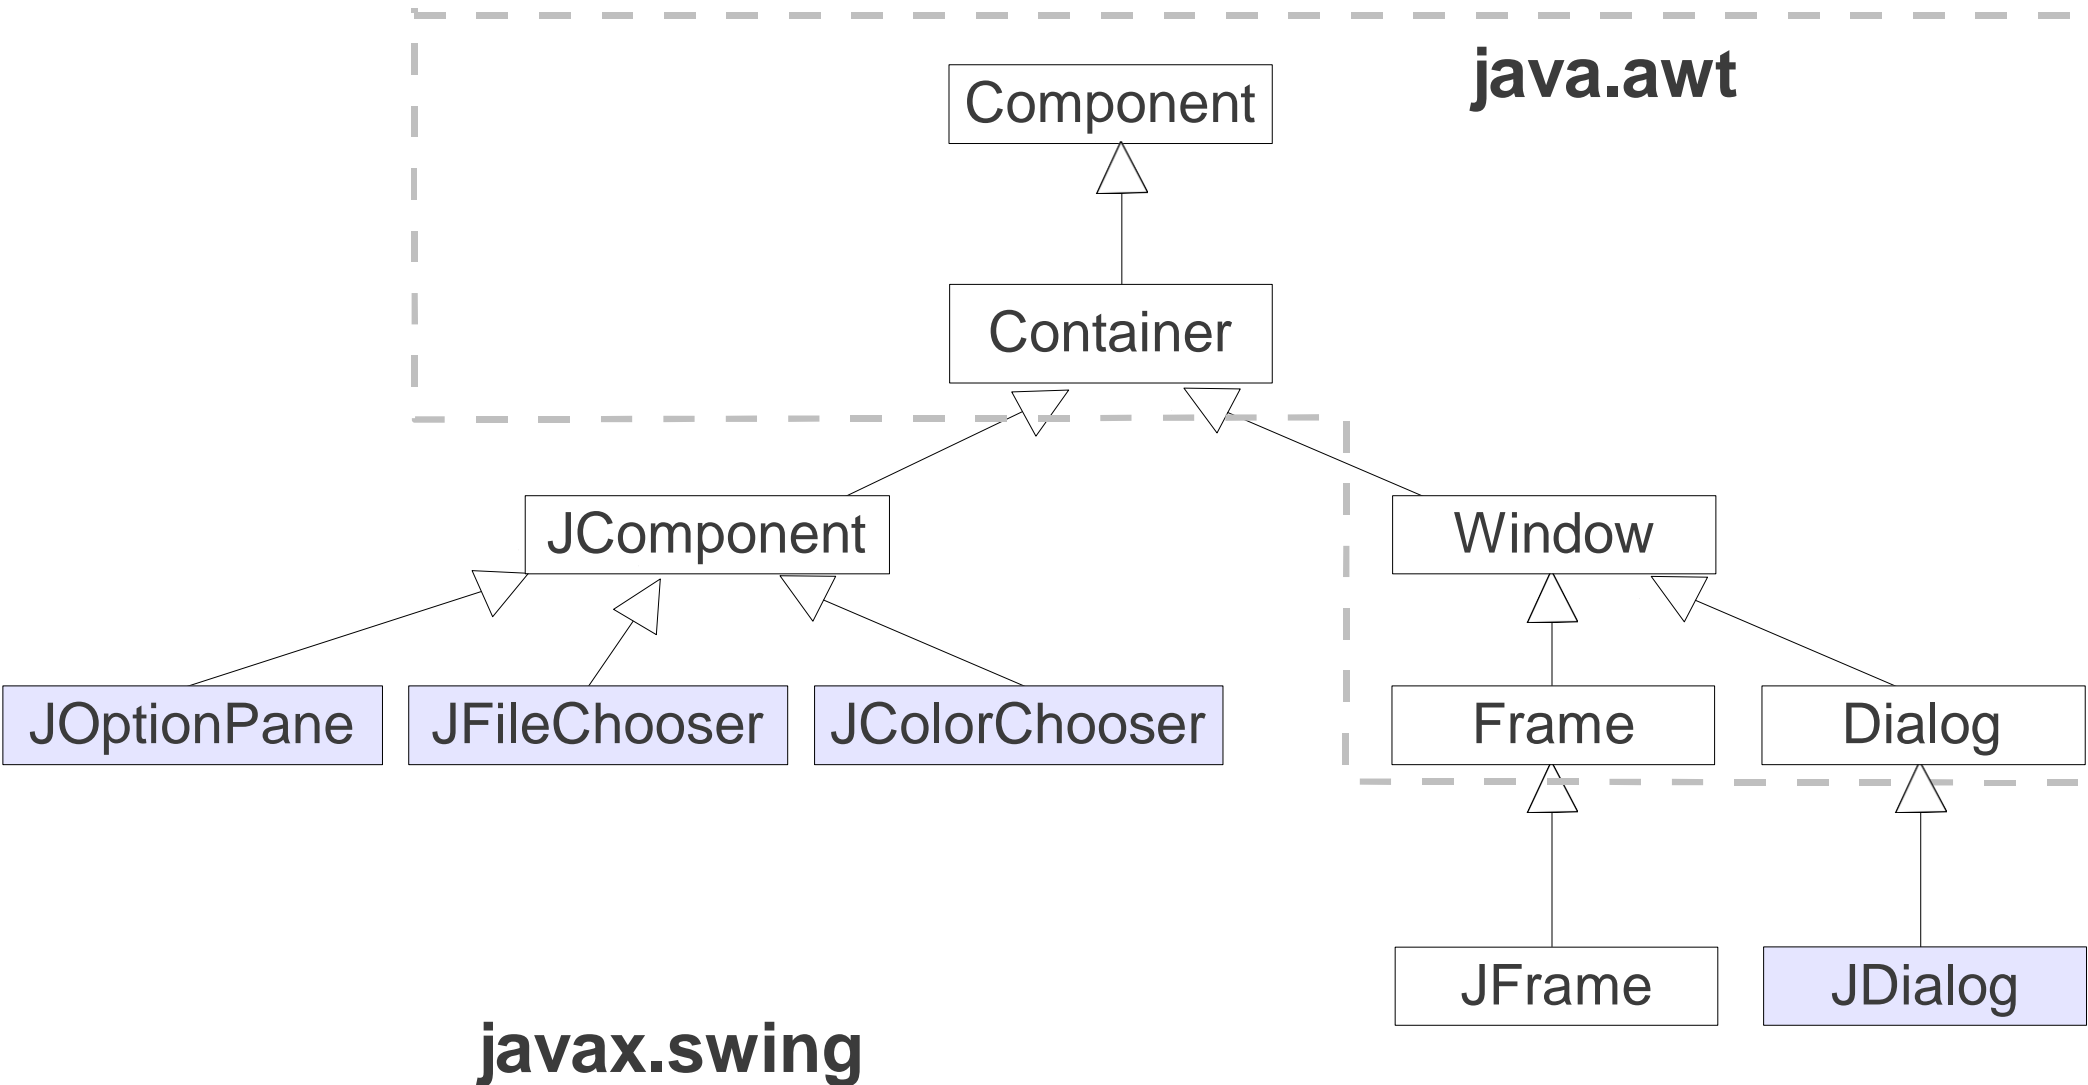 java.awt
Component
Container
JComponent
Window
JOptionPane
JFileChooser
JColorChooser
Frame
Dialog
JFrame
JDialog
javax.swing